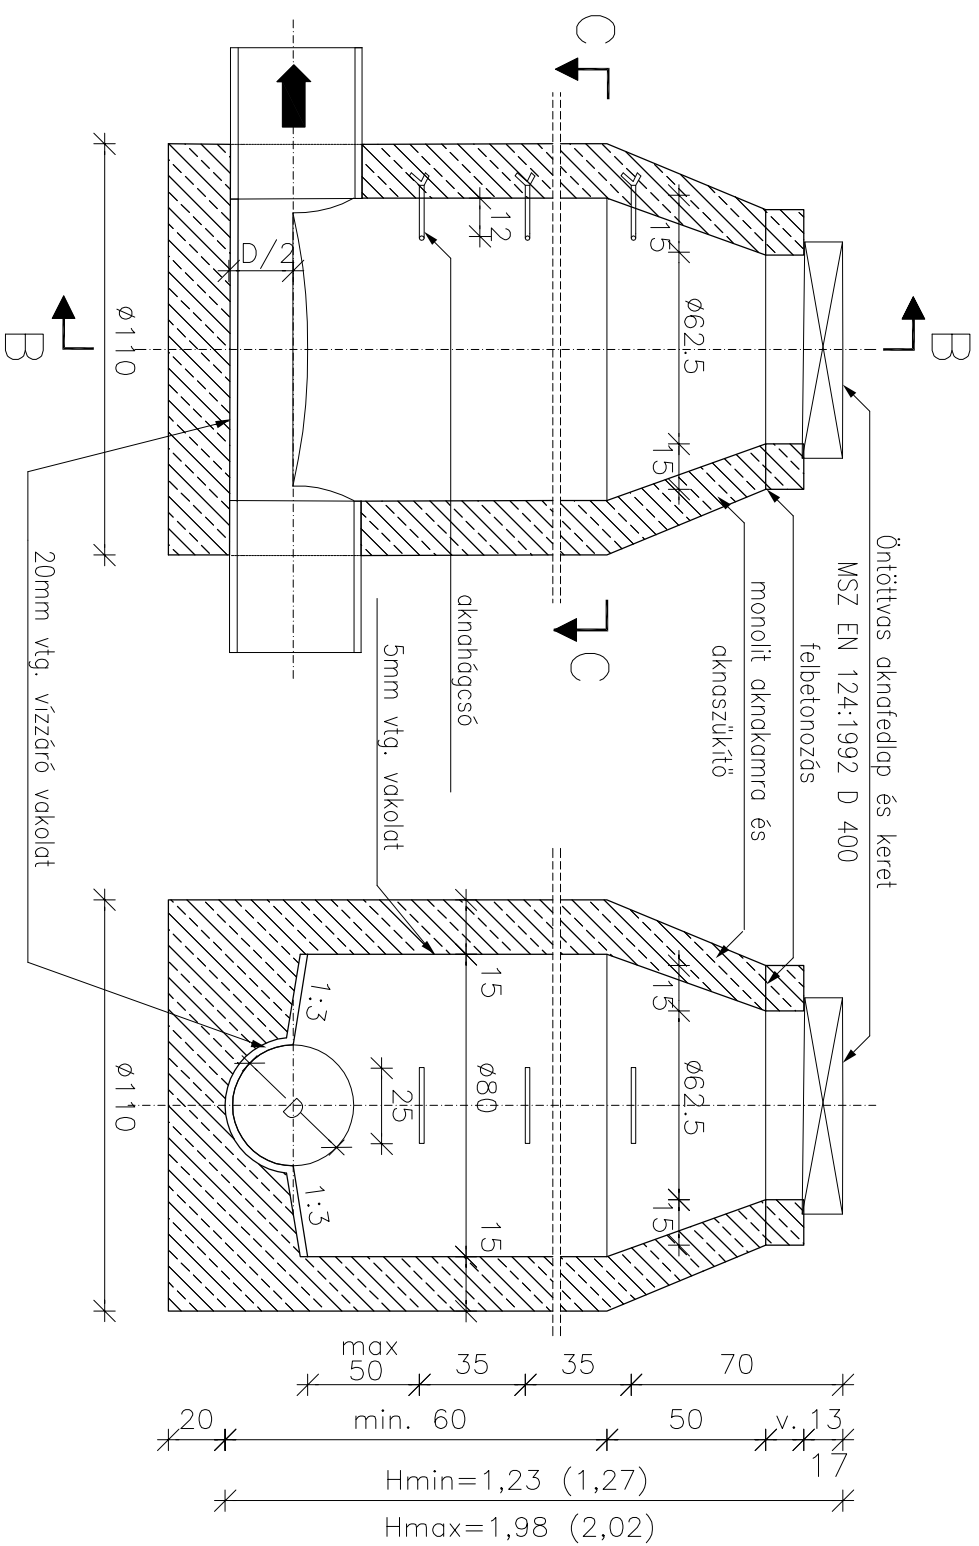 C
C
B
B
D/2
12
15
ø62.5
15
ø110
Öntöttvas aknafedlap és keret
MSZ EN 124:1992 D 400
felbetonozás
monolit aknakamra és
aknaszűkítő
aknahágcsó
5mm vtg. vakolat
20mm vtg. vízzáró vakolat
15
ø62.5
15
15
ø80
15
25
1:3
D
1:3
ø110
max
50
35
35
70
20
min. 60
50
v. 13
17
Hmin=1,23 (1,27)
Hmax=1,98 (2,02)